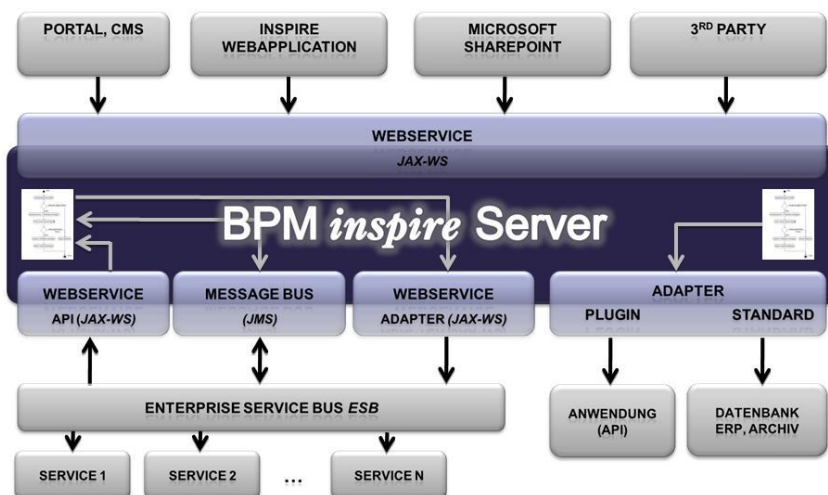 PORTAL, CMS
INSPIRE
WEBAPPLICATION
MICROSOFT
SHAREPOINT
3RD PARTY
WEBSERVICE
JAX-WS
BPM inspire Server
WEBSERVICE
API (JAX-WS)
MESSAGE BUS
(JMS)
WEBSERVICE
ADAPTER (JAX-WS)
ADAPTER
PLUGIN
STANDARD
ENTERPRISE SERVICE BUS ESB
ANWENDUNG
(API)
DATENBANK
ERP, ARCHIV
SERVICE 1
SERVICE 2
...
SERVICE N